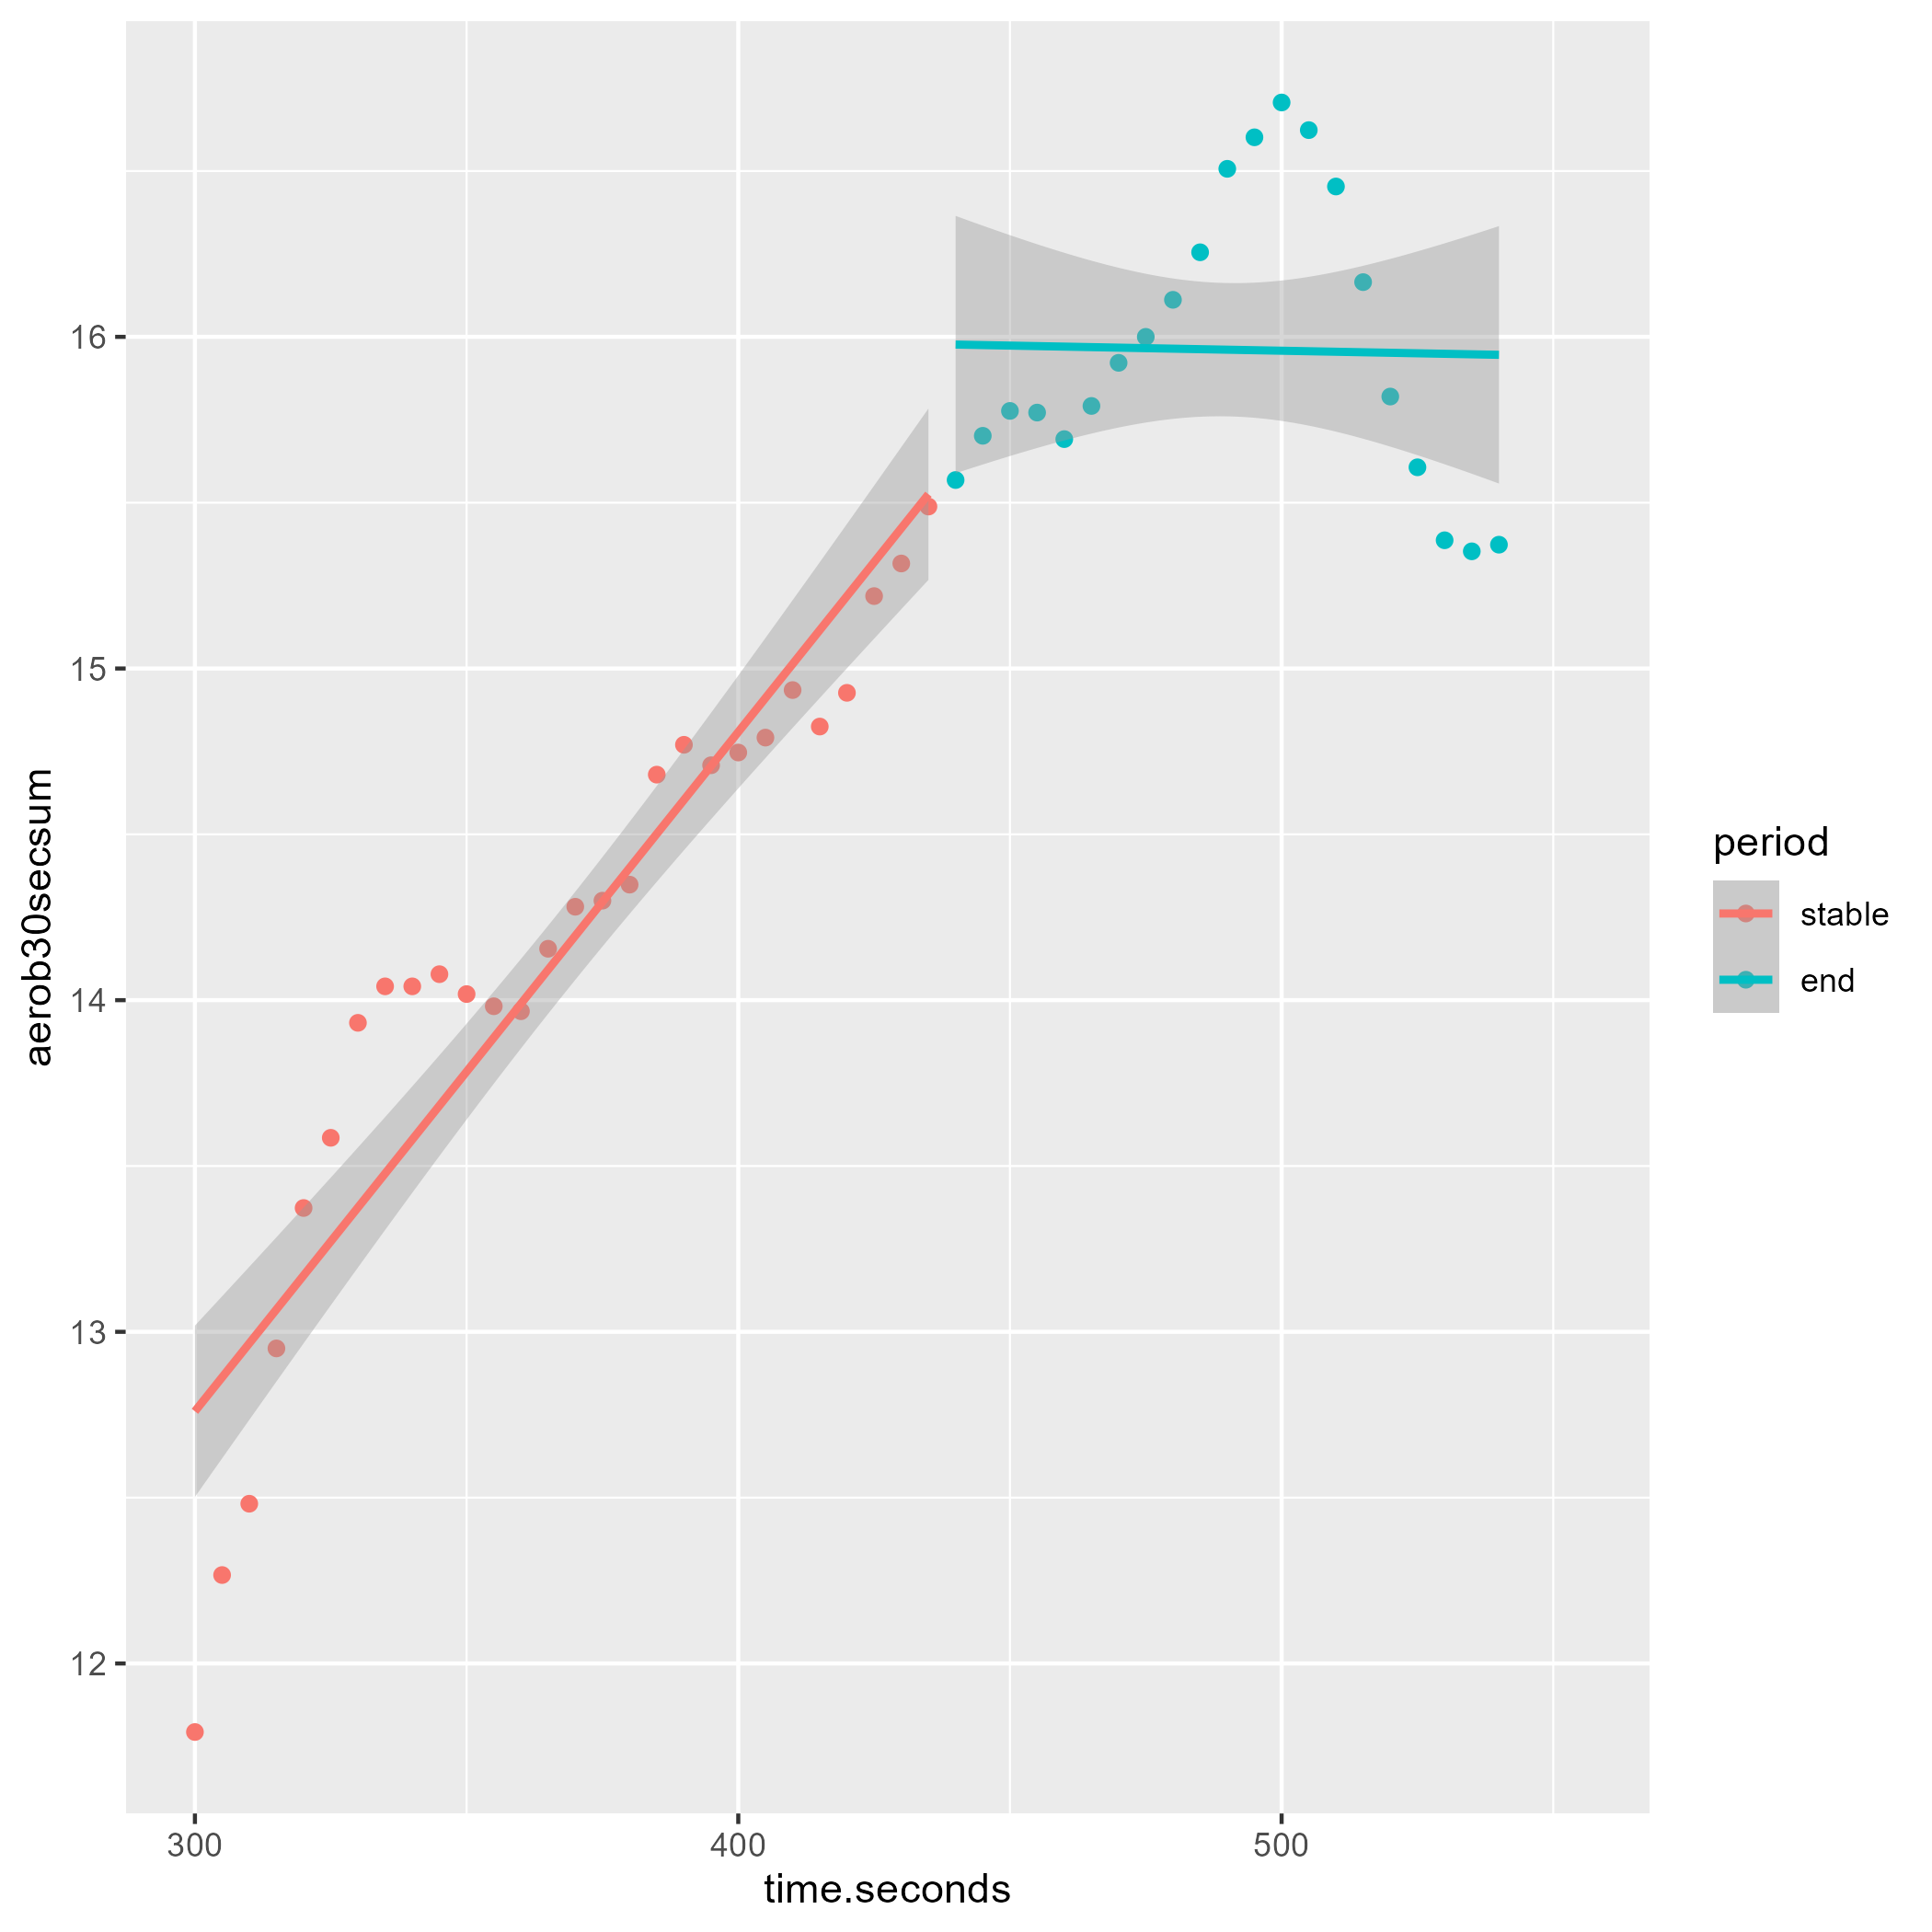 aerob30secsum
16
15
14
13
12
300
400
500
time.seconds
period
stable
end